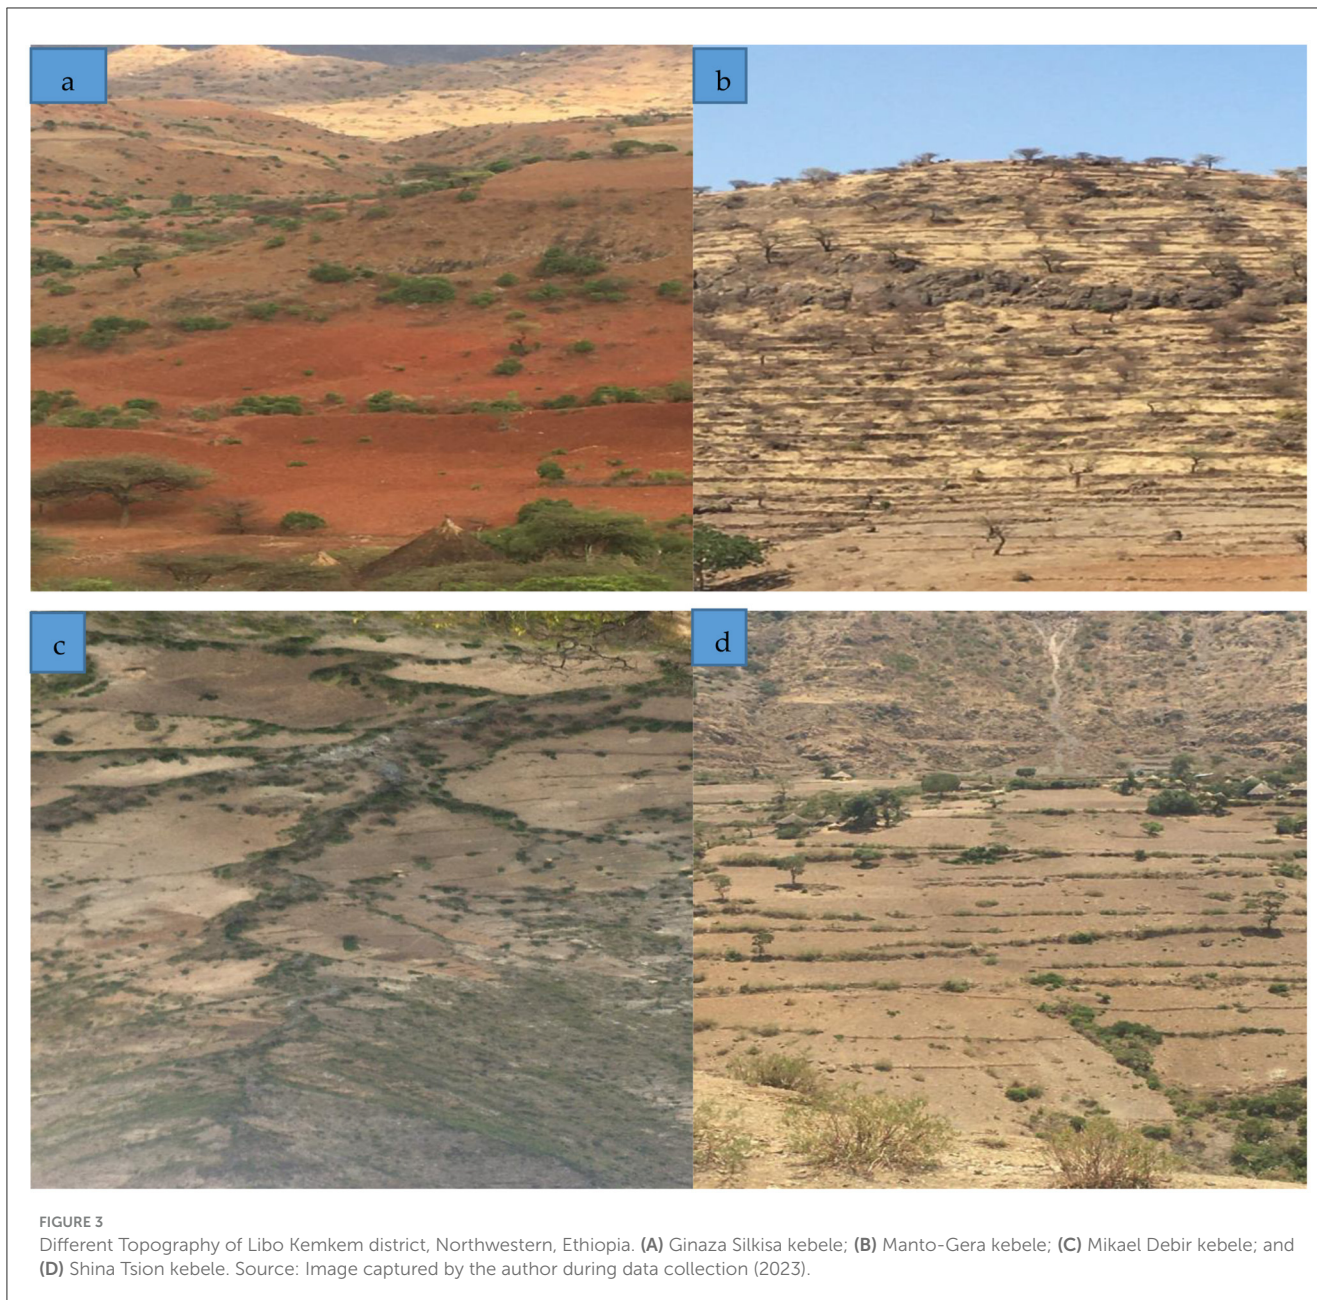 a
b
c
d
FIGURE 3
Different Topography of Libo Kemkem district, Northwestern, Ethiopia. (A) Ginaza Silkisa kebele; (B) Manto-Gera kebele; (C) Mikael Debir kebele; and
(D) Shina Tsion kebele. Source: Image captured by the author during data collection (2023).